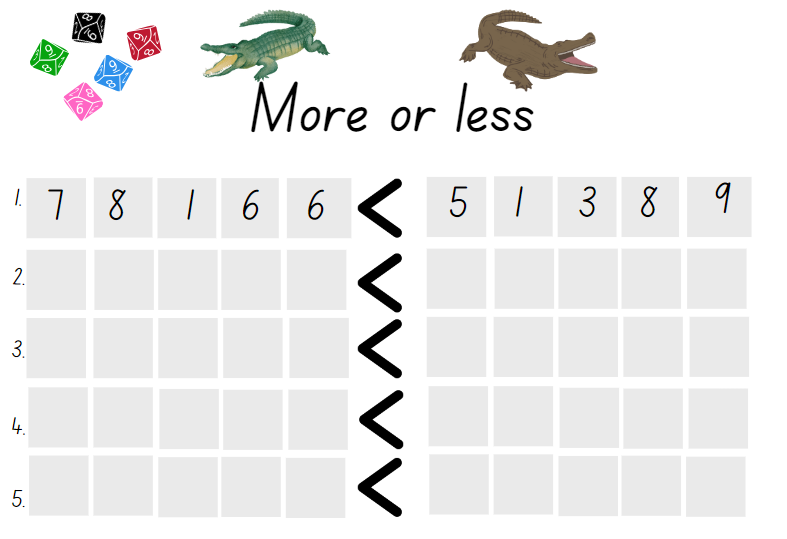 More or less
1. 7 8 1 6 6 < 5 1 3 8 9
2. <
3. <
4. <
5. <